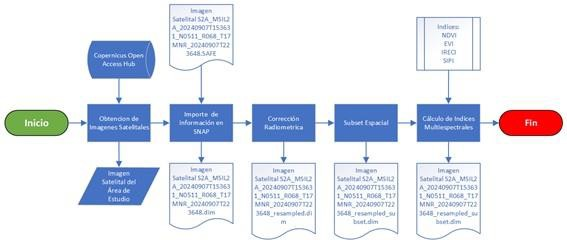 Copernicus Open
Access Hub
Imagen
Satelital S2A_MSIL2
A_20240907T15363
1_N0511_R068_T17
MNR_20240907T22
3648.SAFE
Indices:
NDVI
EVI
IRECI
SIPI
Inicio
Obtencion de
Imagenes Satelitales
Importe de
información en
SNAP
Corrección
Radiometrica
Subset Espacial
Cálculo de Indices
Multiespectrales
Fin
Imagen
Satelital del
Área de
Estudio
Imagen
Satelital S2A_MSIL2
A_20240907T15363
1_N0511_R068_T17
MNR_20240907T22
3648.dim
Imagen
Satelital S2A_MSIL2
A_20240907T15363
1_N0511_R068_T17
MNR_20240907T22
3648_resampled.di
m
Imagen
Satelital S2A_MSIL2
A_20240907T15363
1_N0511_R068_T17
MNR_20240907T22
3648_resampled_su
bset.dim
Imagen
Satelital S2A_MSIL2
A_20240907T15363
1_N0511_R068_T17
MNR_20240907T22
3648_resampled_su
bset.dim